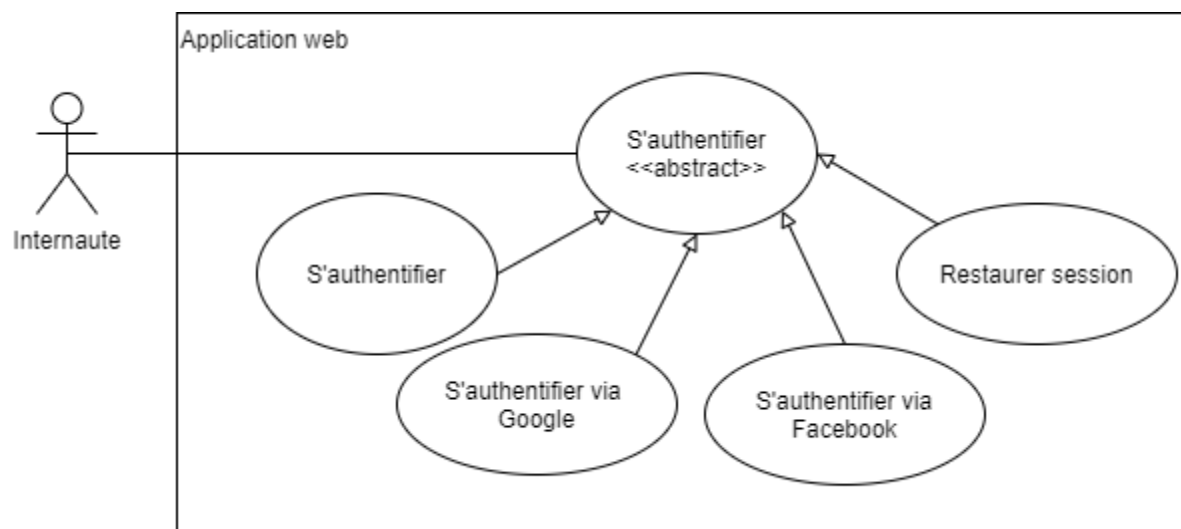 Application web
S'authentifier
<<abstract>>
Internaute
S'authentifier
Restaurer session
S'authentifier via
Google
S'authentifier via
Facebook